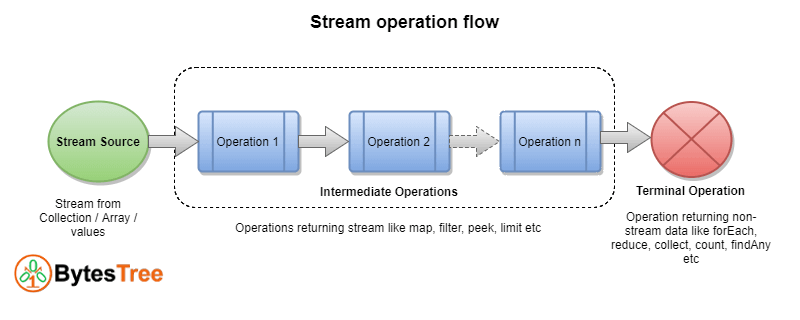 Stream operation flow
Stream Source
Operation 1
Operation 2
Operation n
Intermediate Operations
Terminal Operation
Stream from
Collection / Array /
values
Operations returning stream like map, filter, peek, limit etc
Operation returning non-
stream data like forEach,
reduce, collect, count, findAny
etc
BytesTree